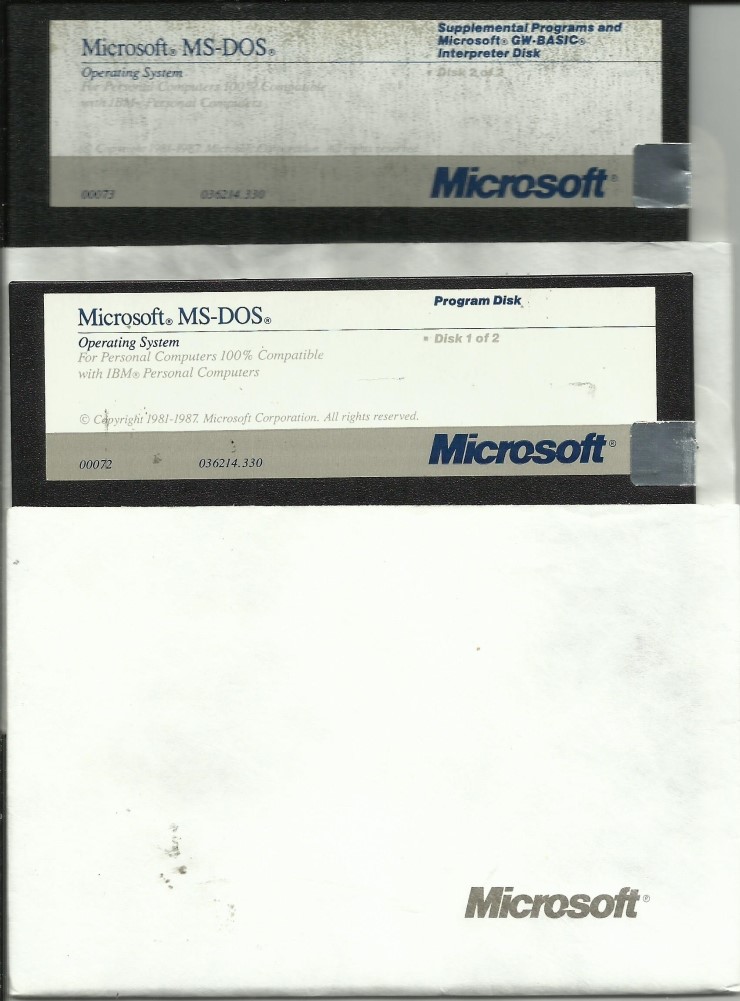 Microsoft® MS-DOS®
Supplemental Programs and
Microsoft® GW-BASIC®
Interpreter Disk
Operating System
• Disk 2 of 2
For Personal Computers 100% Compatible
with IBM® Personal Computers
© Copyright 1981-1987. Microsoft Corporation. All rights reserved.
00073 036214.330
Microsoft®
Microsoft® MS-DOS®
Program Disk
Operating System
• Disk 1 of 2
For Personal Computers 100% Compatible
with IBM® Personal Computers
© Copyright 1981-1987. Microsoft Corporation. All rights reserved.
00072 036214.330
Microsoft®
Microsoft®